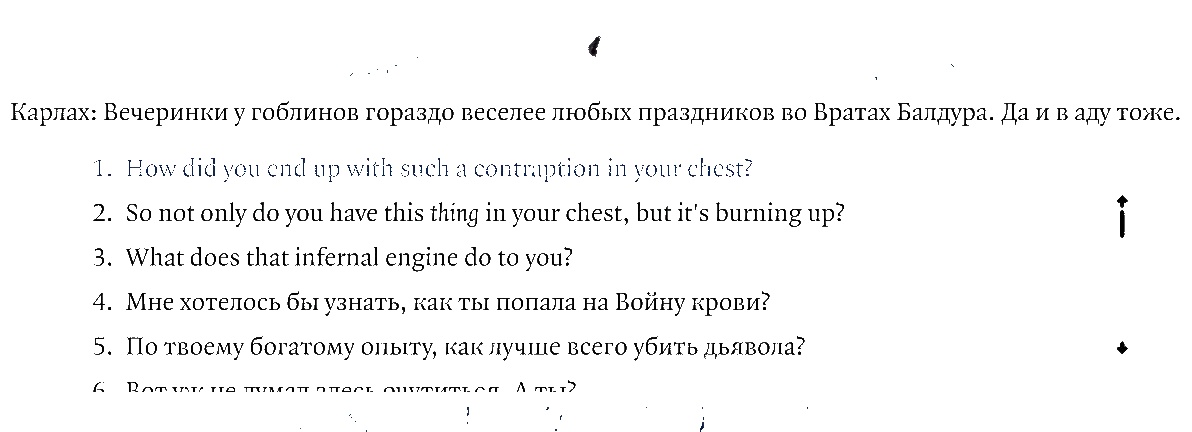 Карлах: Вечеринки у гоблинов гораздо веселее любых праздников во Вратах Балдура. Да и в аду тоже.
1. How did you end up with such a contraption in your chest?
2. So not only do you have this thing in your chest, but it's burning up?
3. What does that infernal engine do to you?
4. Мне хотелось бы узнать, как ты попала на Войну крови?
5. По твоему богатому опыту, как лучше всего убить дьявола?
6. Вот уж не думал здесь очутиться. А ты?